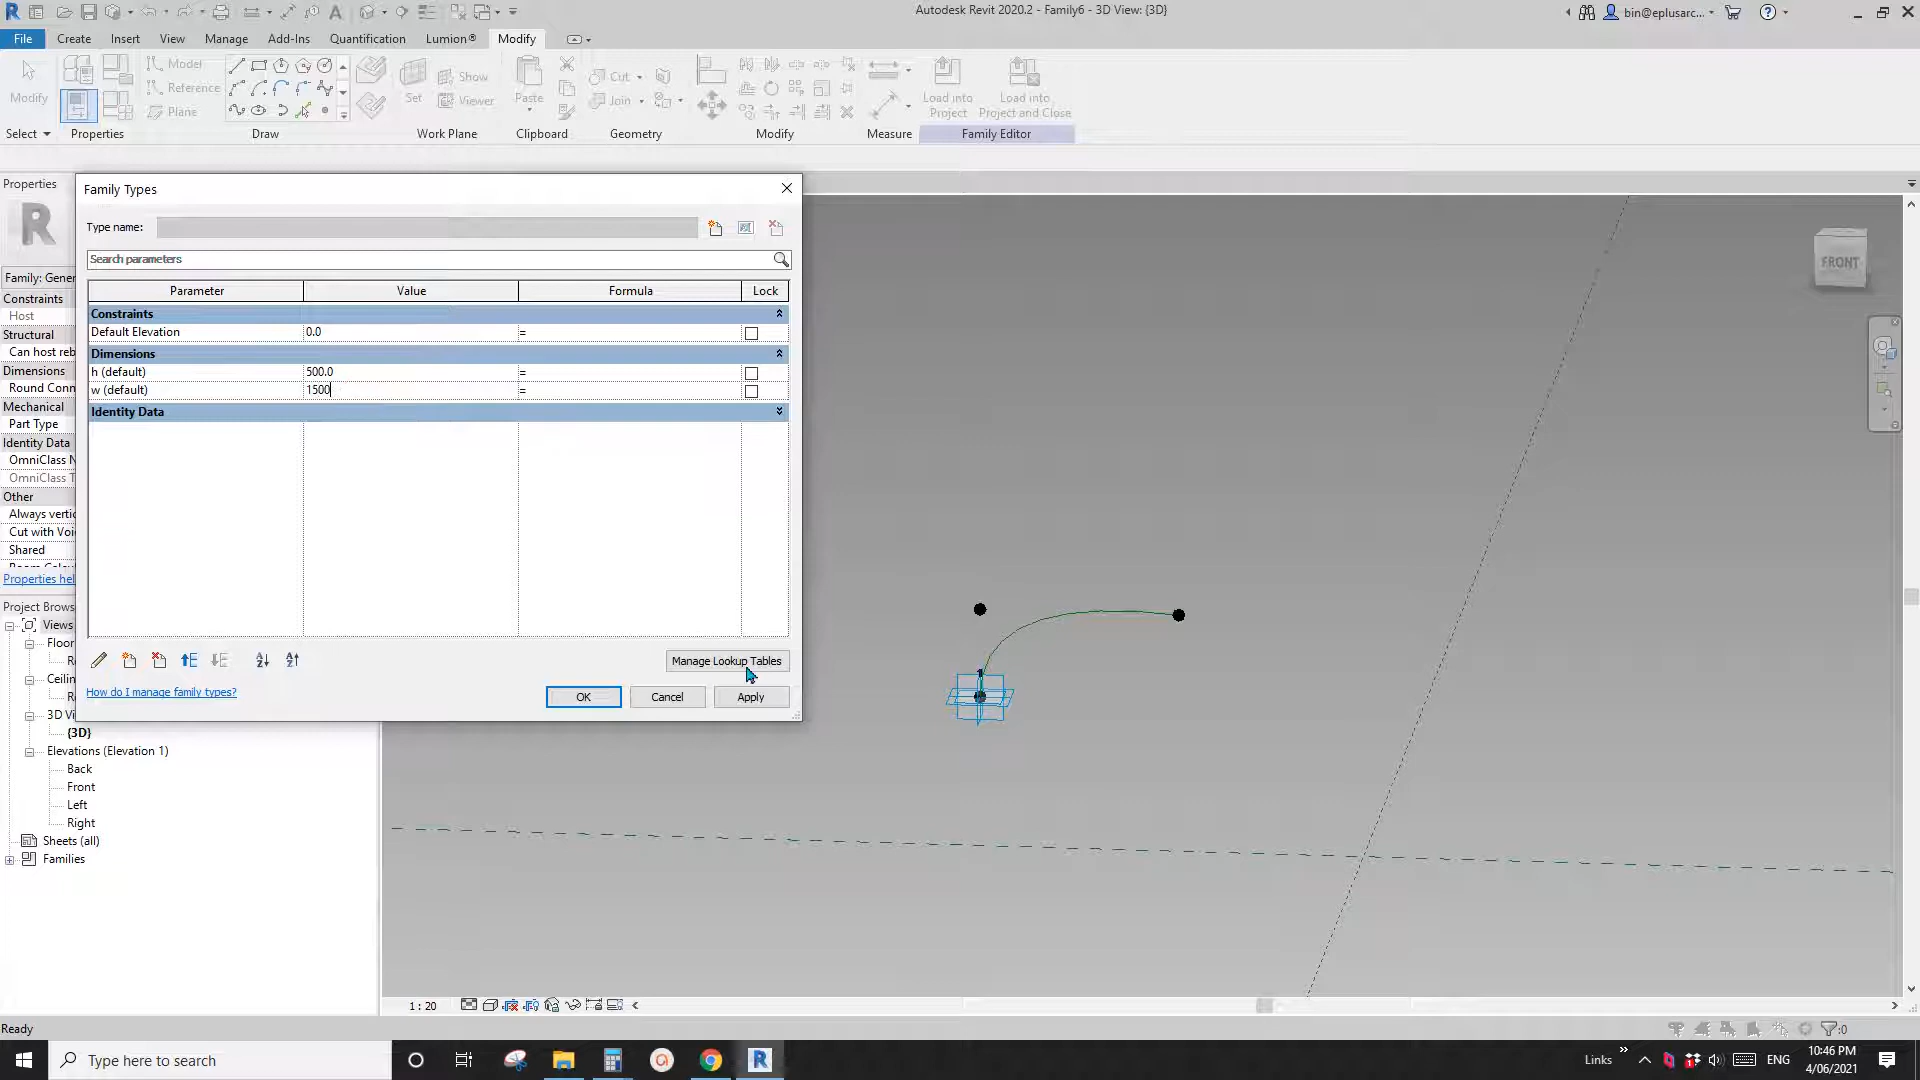 Autodesk Revit 2020.2 - Family6 - 3D View: {3D}
bin@eplusarc...
File Create Insert View Manage Add-Ins Quantification Lumion® Modify
Modify
Model
Reference
Plane
Set
Show
Viewer
Paste
Cut
Join
Load into
Project
Load into
Project and Close
Select Properties Draw Work Plane Clipboard Geometry Modify Measure Family Editor
Properties
Family: Gener
Constraints
Host
Structural
Can host reb
Dimensions
Round Conn
Mechanical
Part Type
Identity Data
OmniClass N
OmniClass T
Other
Always vertic
Cut with Voi
Shared
Properties hel
Family Types
Type name:
Search parameters
Parameter Value Formula Lock
Constraints
Default Elevation 0.0 =
Dimensions
h (default) 500.0 =
w (default) 1500 =
Identity Data
Manage Lookup Tables
How do I manage family types?
OK Cancel Apply
Project Brows
Views
Floor
Ceilin
3D Vi
{3D}
Elevations (Elevation 1)
Back
Front
Left
Right
Sheets (all)
Families
FRONT
1
1 : 20
Ready
:0
Type here to search
Links
ENG
10:46 PM
4/06/2021